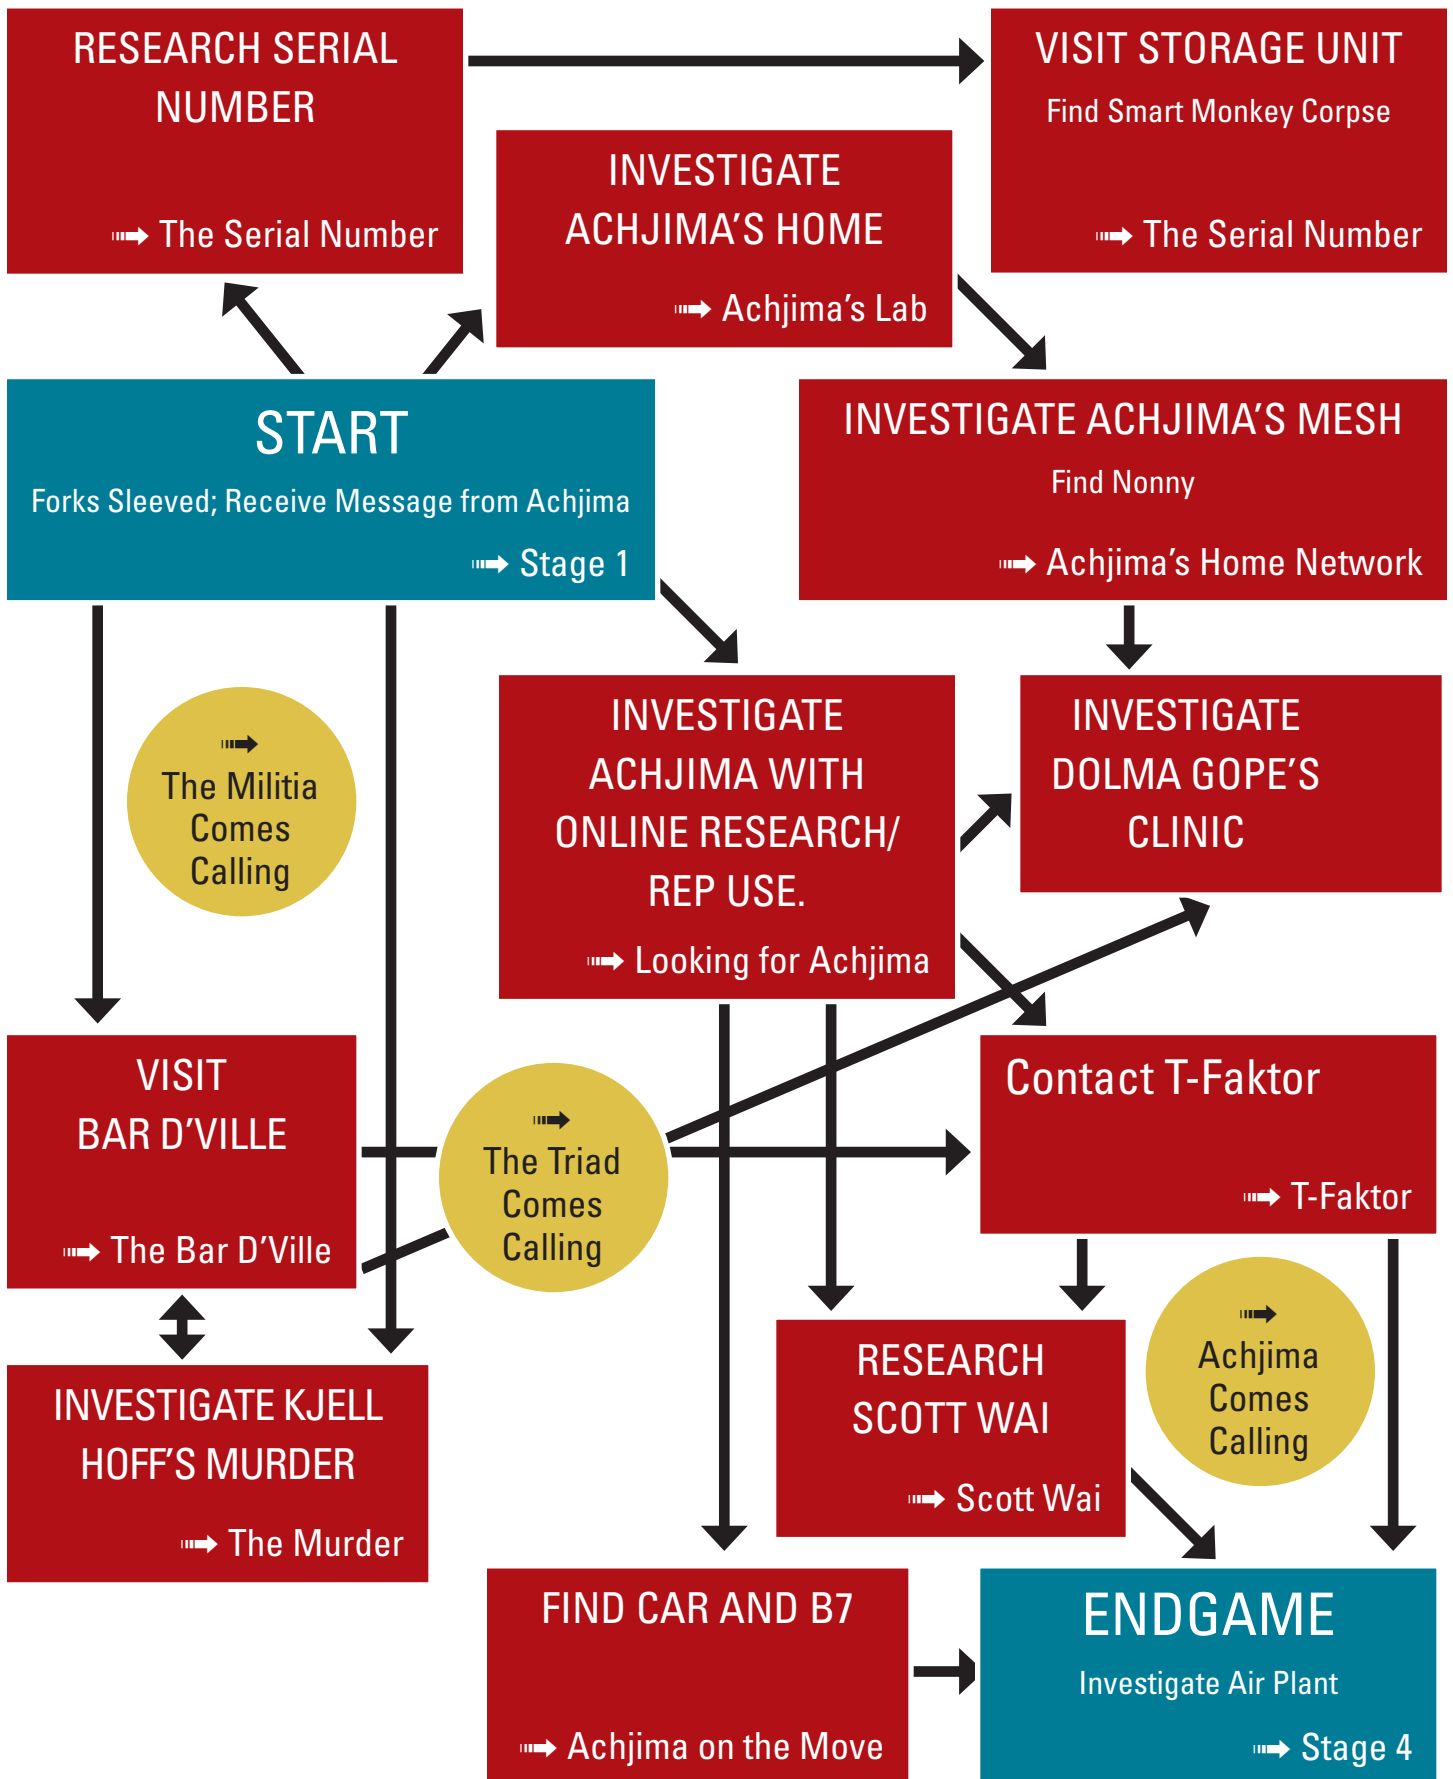 RESEARCH SERIAL
NUMBER
The Serial Number
VISIT STORAGE UNIT
Find Smart Monkey Corpse
The Serial Number
INVESTIGATE
ACHJIMA’S HOME
Achjima’s Lab
START
Forks Sleeved; Receive Message from Achjima
Stage 1
INVESTIGATE ACHJIMA’S MESH
Find Nonny
Achjima’s Home Network
The Militia
Comes
Calling
INVESTIGATE
ACHJIMA WITH
ONLINE RESEARCH/
REP USE.
Looking for Achjima
INVESTIGATE
DOLMA GOPE’S
CLINIC
VISIT
BAR D’VILLE
The Bar D’Ville
The Triad
Comes
Calling
Contact T-Faktor
T-Faktor
INVESTIGATE KJELL
HOFF’S MURDER
The Murder
RESEARCH
SCOTT WAI
Scott Wai
Achjima
Comes
Calling
FIND CAR AND B7
Achjima on the Move
ENDGAME
Investigate Air Plant
Stage 4